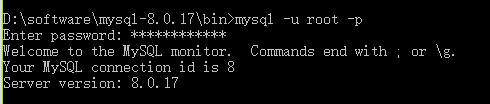 D:\software\mysql-8.0.17\bin>mysql -u root -p
Enter password: ************
Welcome to the MySQL monitor.  Commands end with ; or \g.
Your MySQL connection id is 8
Server version: 8.0.17